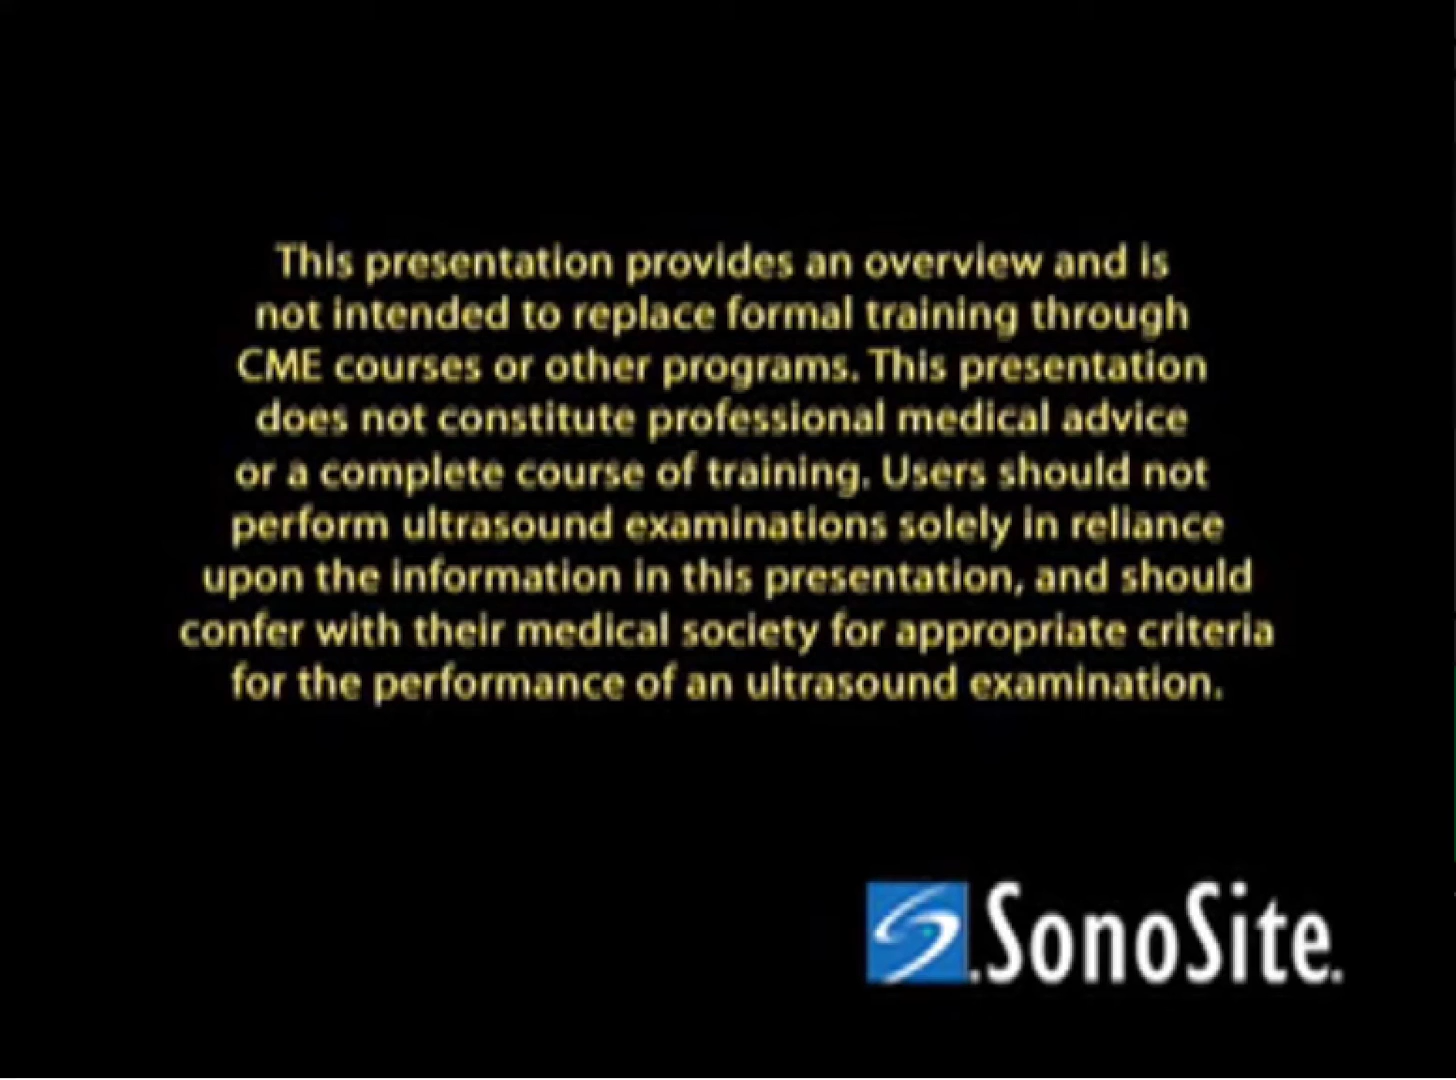 This presentation provides an overview and is
not intended to replace formal training through
CME courses or other programs. This presentation
does not constitute professional medical advice
or a complete course of training. Users should not
perform ultrasound examinations solely in reliance
upon the information in this presentation, and should
confer with their medical society for appropriate criteria
for the performance of an ultrasound examination.
SonoSite